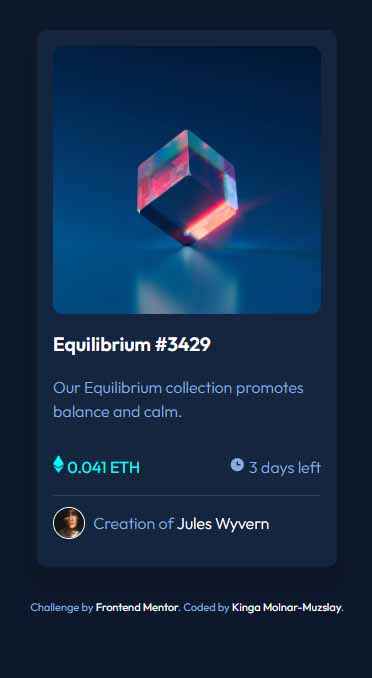 Equilibrium #3429
Our Equilibrium collection promotes
balance and calm.
0.041 ETH
3 days left
Creation of Jules Wyvern
Challenge by Frontend Mentor. Coded by Kinga Molnar-Muzslay.